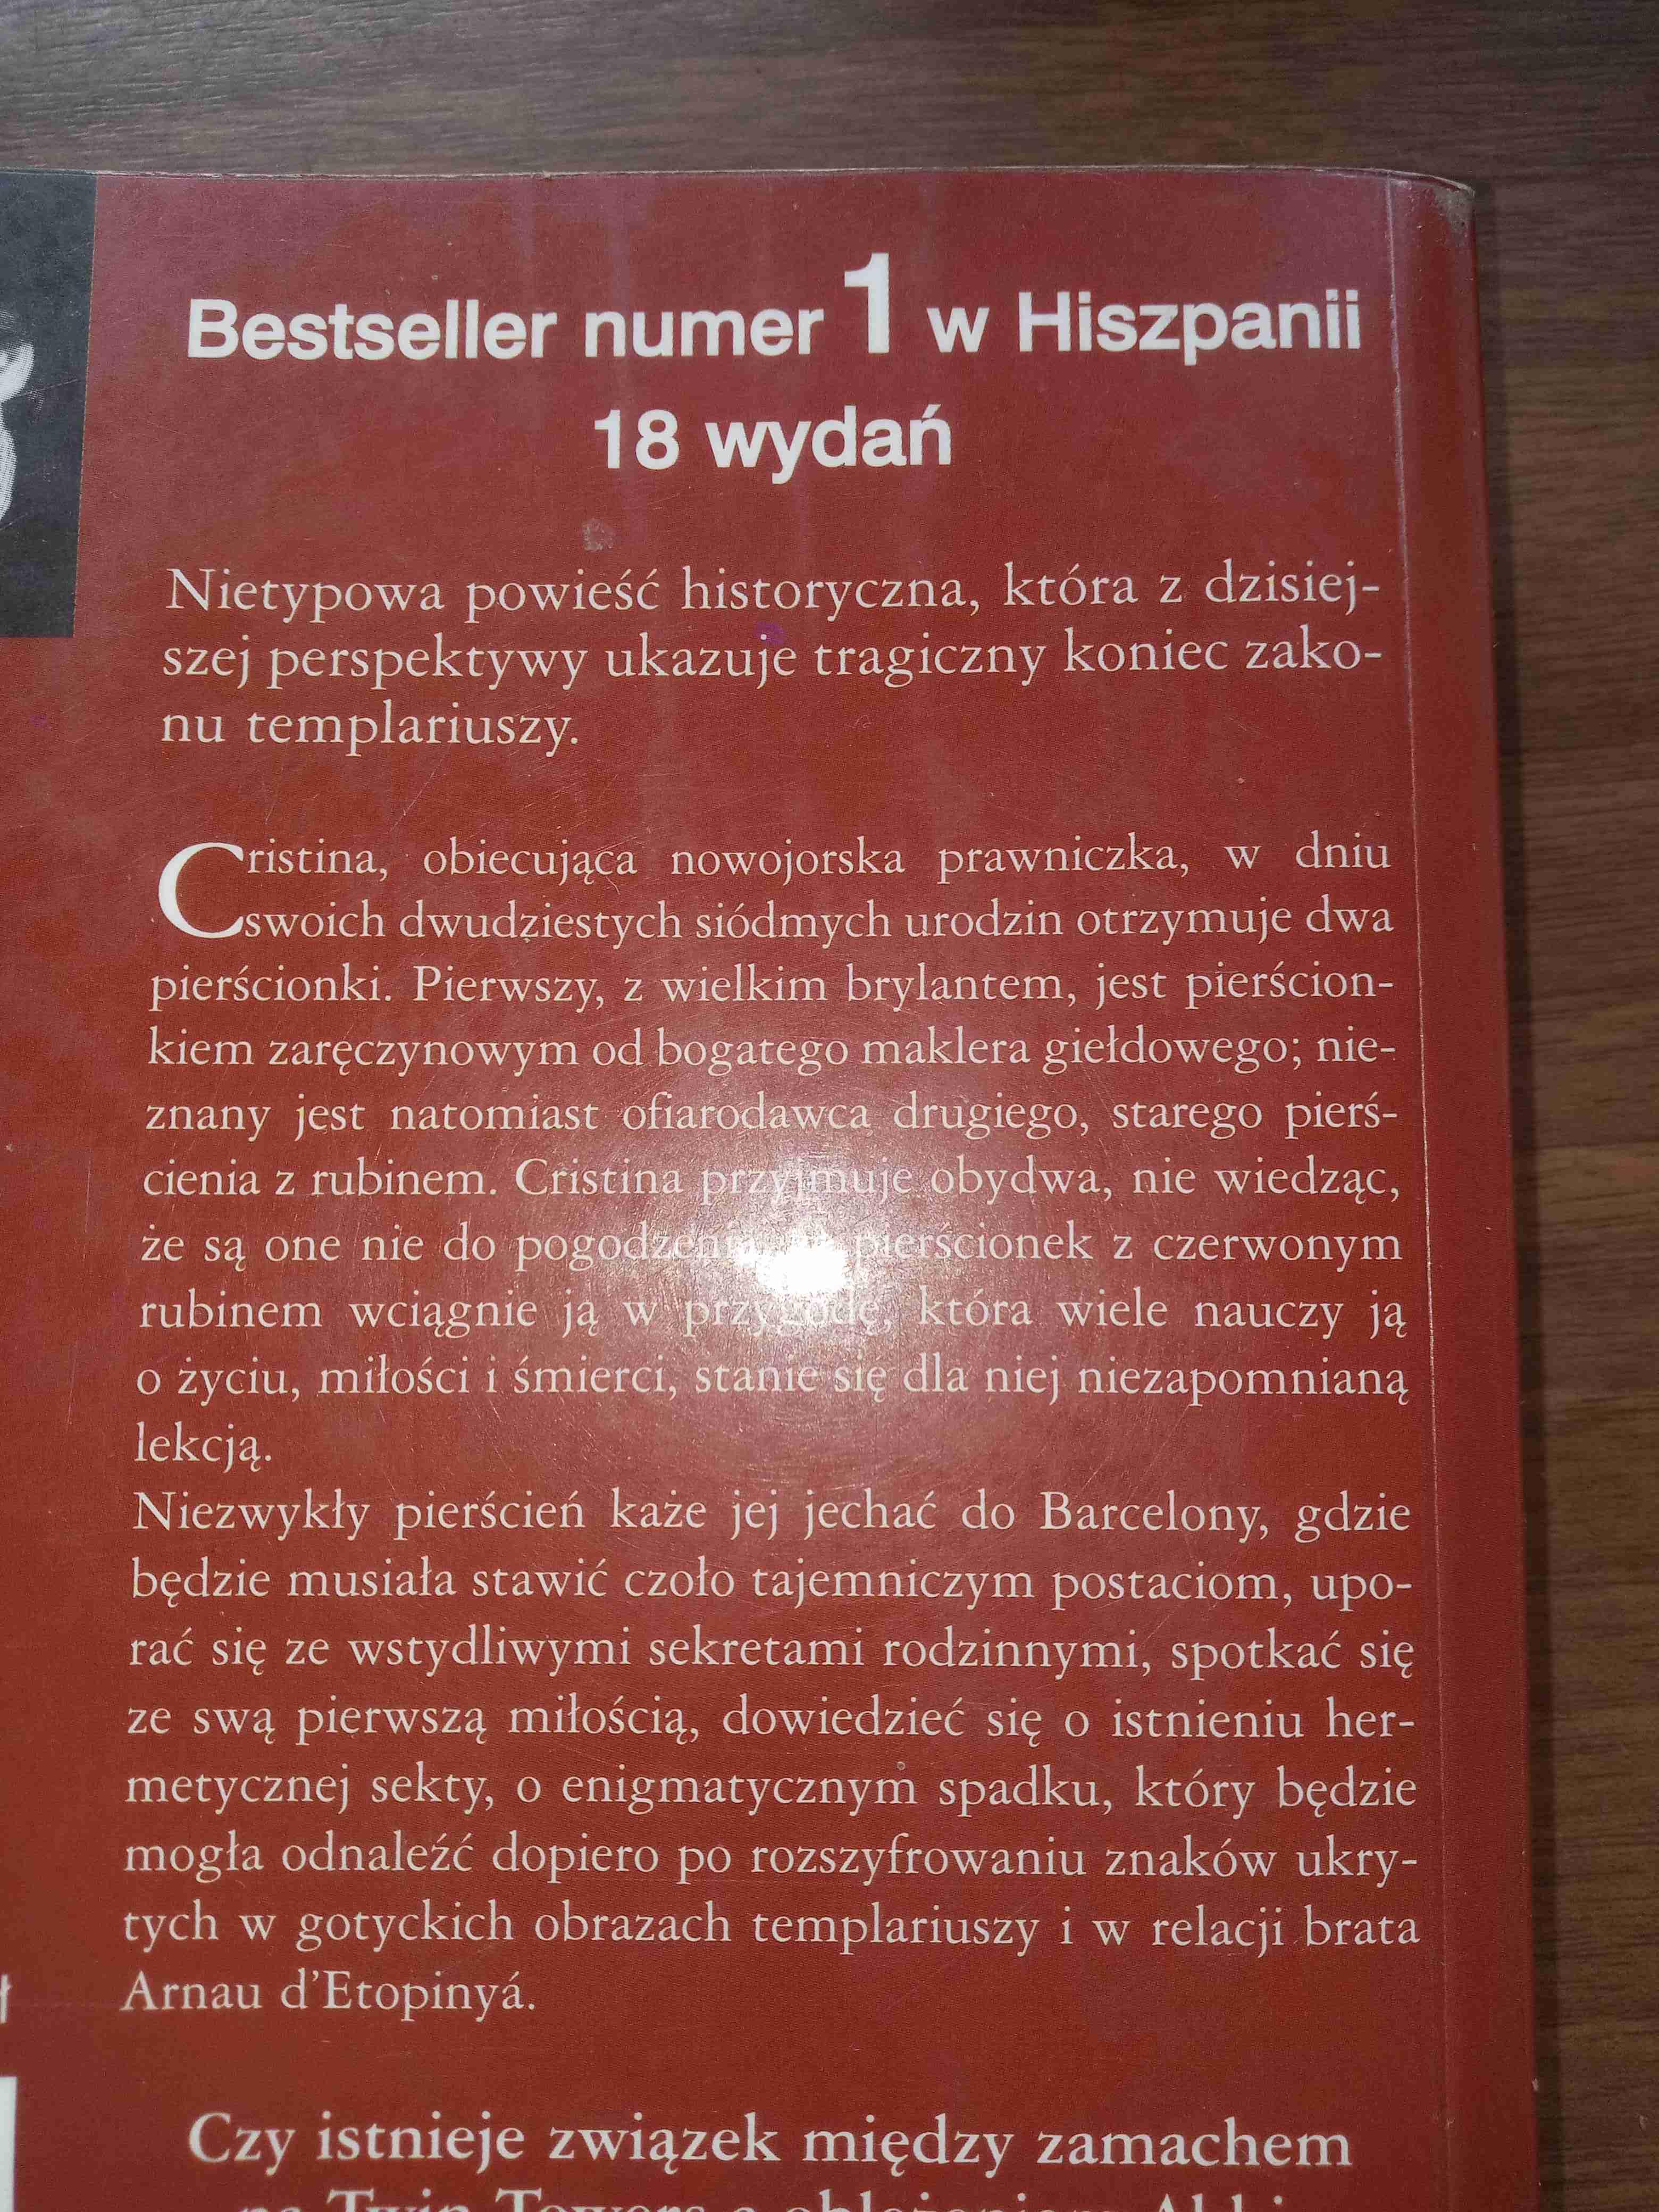 Bestseller numer 1 w Hiszpanii
18 wydań
Nietypowa powieść historyczna, która z dzisiej-
szej perspektywy ukazuje tragiczny koniec zako-
nu templariuszy.
Cristina, obiecująca nowojorska prawniczka, w dniu
swoich dwudziestych siódmych urodzin otrzymuje dwa
pierścionki. Pierwszy, z wielkim brylantem, jest pierścion-
kiem zaręczynowym od bogatego maklera giełdowego; nie-
znany jest natomiast ofiarodawca drugiego, starego pierś-
cienia z rubinem. Cristina przyjmuje obydwa, nie wiedząc,
że są one nie do pogodzenia pierścionek z czerwonym
rubinem wciągnie ją w przygodę, która wiele nauczy ją
o życiu, miłości i śmierci, stanie się dla niej niezapomnianą
lekcją.
Niezwykły pierścień każe jej jechać do Barcelony, gdzie
będzie musiała stawić czoło tajemniczym postaciom, upo-
rać się ze wstydliwymi sekretami rodzinnymi, spotkać się
ze swą pierwszą miłością, dowiedzieć się o istnieniu her-
metycznej sekty, o enigmatycznym spadku, który będzie
mogła odnaleźć dopiero po rozszyfrowaniu znaków ukry-
tych w gotyckich obrazach templariuszy i w relacji brata
Arnau d'Etopinyá.
Czy istnieje związek między zamachem
na Twin Towers a oblężeniem